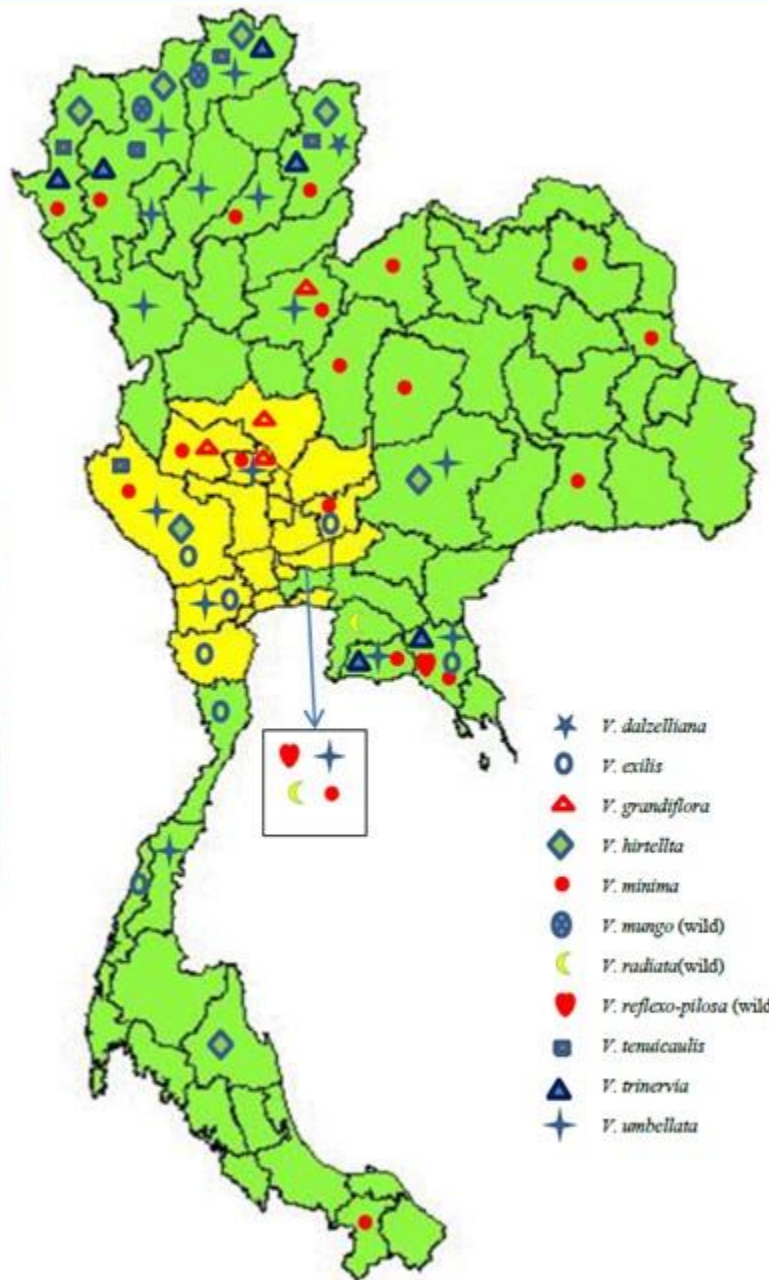 V. dalzelliana
V. exilis
V. grandiflora
V. hirtellta
V. minima
V. mungo (wild)
V. radiata(wild)
V. reflexo-pilosa (wild
V. tenuicaulis
V. trinervia
V. umbellata